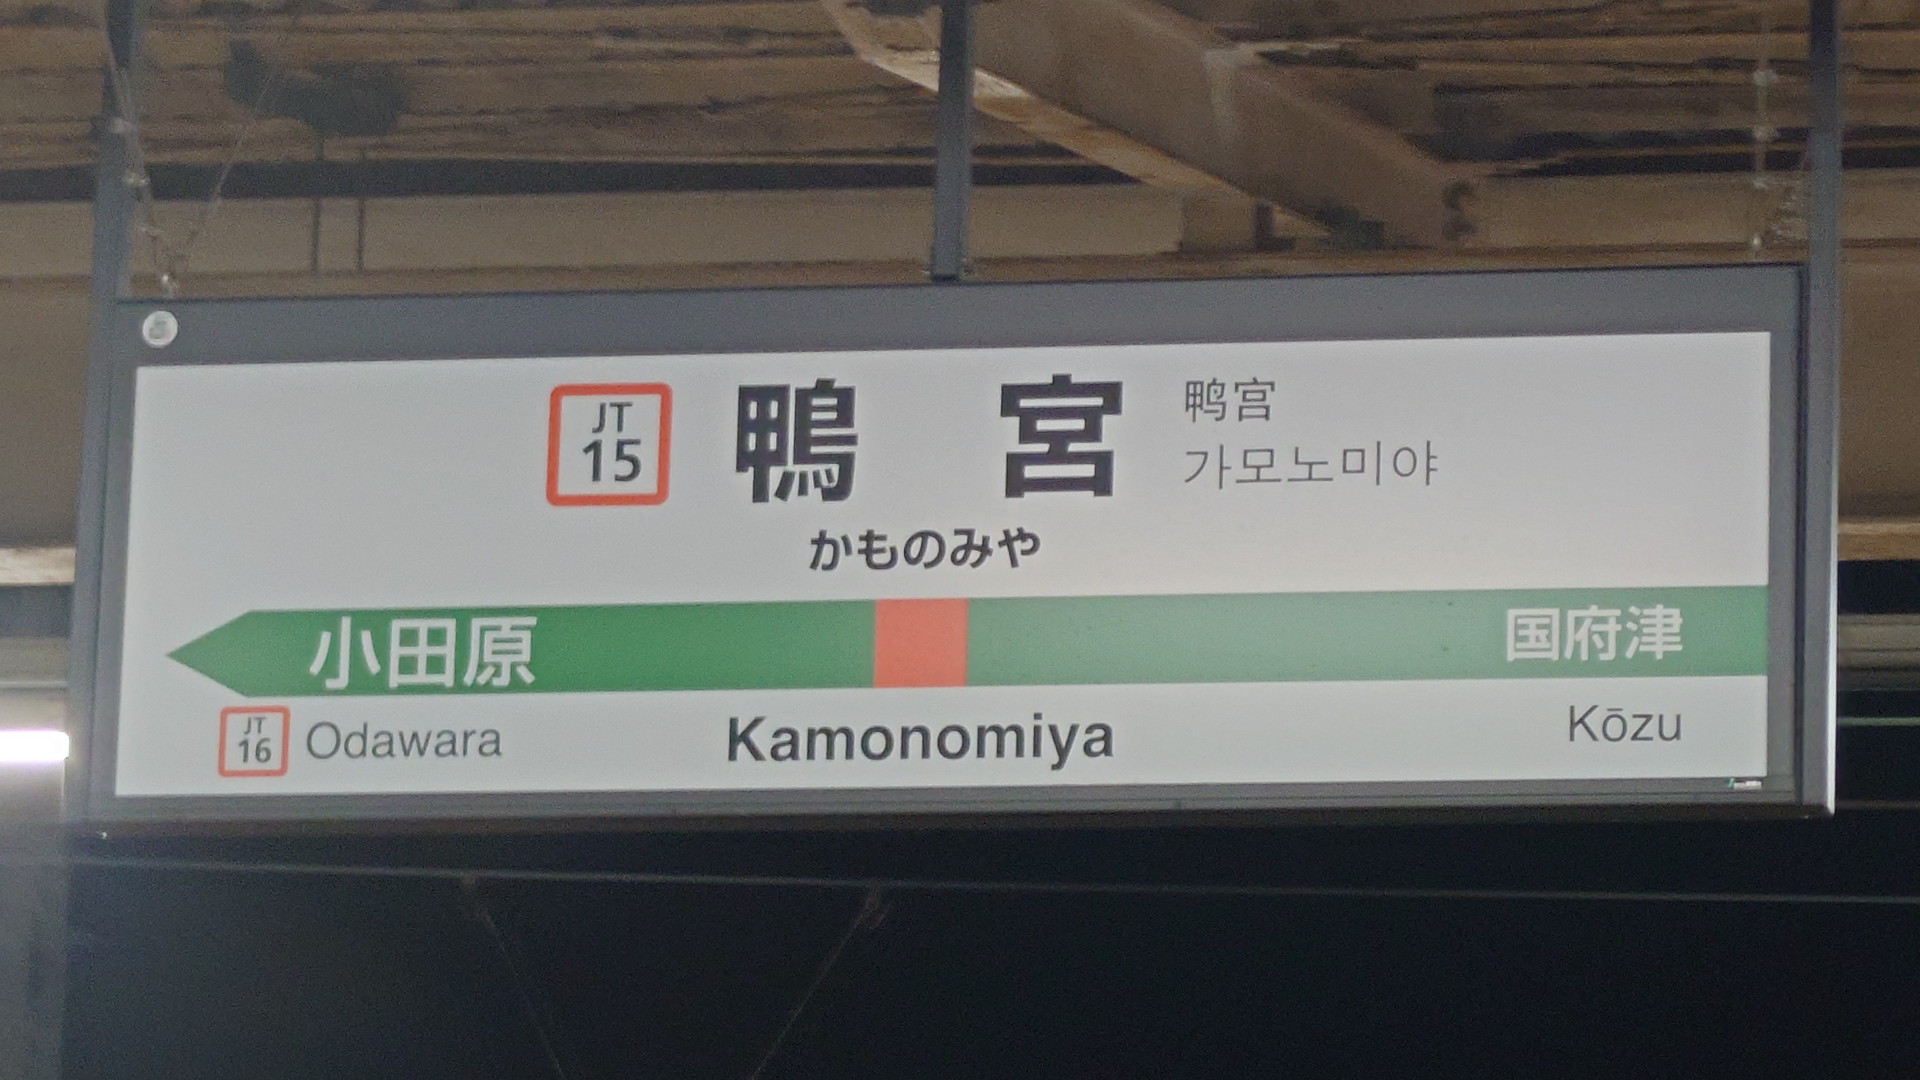 JT
15
鴨宮
鸭宫
가모노미야
かものみや
小田原
国府津
JT
16
Odawara
Kamonomiya
Kōzu